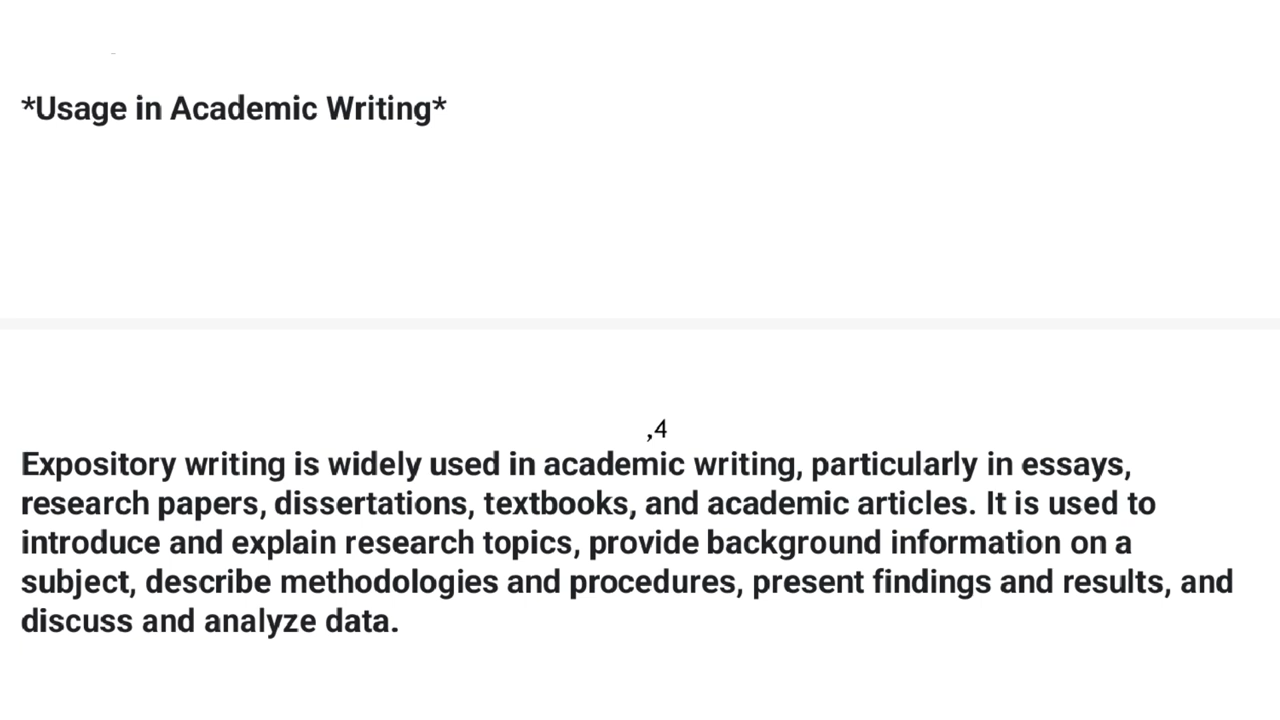 *Usage in Academic Writing*
,4
Expository writing is widely used in academic writing, particularly in essays,
research papers, dissertations, textbooks, and academic articles. It is used to
introduce and explain research topics, provide background information on a
subject, describe methodologies and procedures, present findings and results, and
discuss and analyze data.